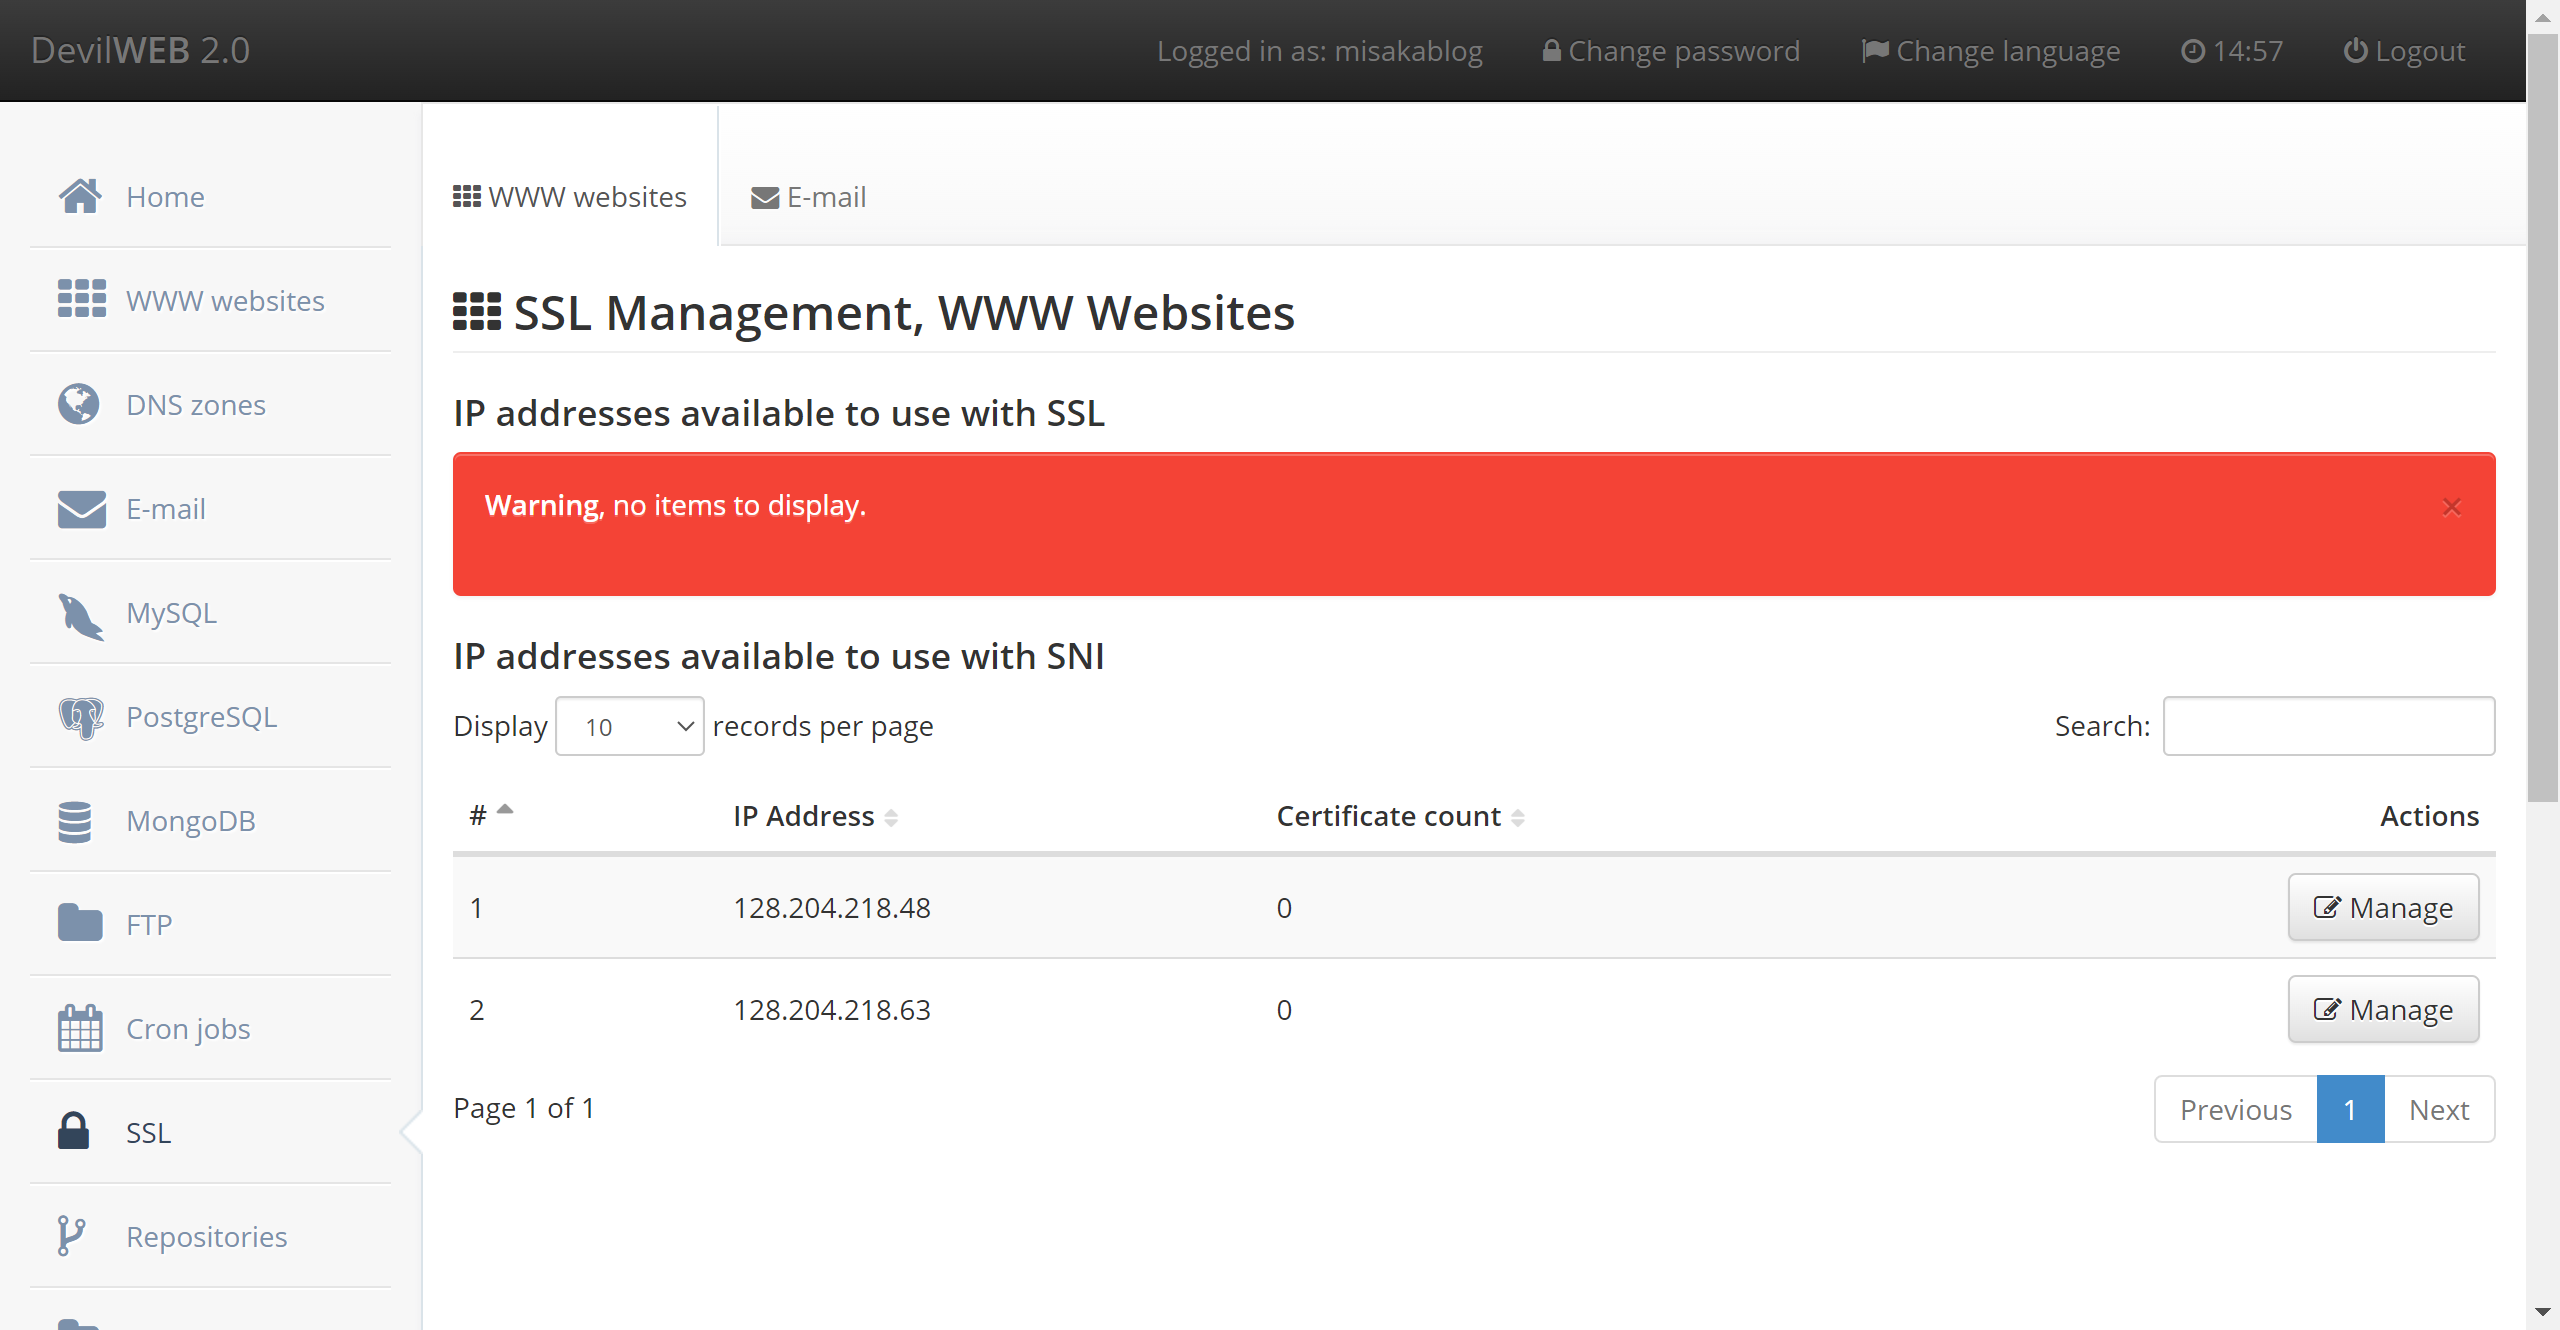 DevilWEB 2.0
Logged in as: misakablog
Change password
Change language
14:57
Logout
Home
WWW websites
DNS zones
E-mail
MySQL
PostgreSQL
MongoDB
FTP
Cron jobs
SSL
Repositories
WWW websites
E-mail
SSL Management, WWW Websites
IP addresses available to use with SSL
Warning, no items to display.
×
IP addresses available to use with SNI
Display 10 records per page
Search:
# IP Address Certificate count Actions
1 128.204.218.48 0 Manage
2 128.204.218.63 0 Manage
Page 1 of 1
Previous 1 Next